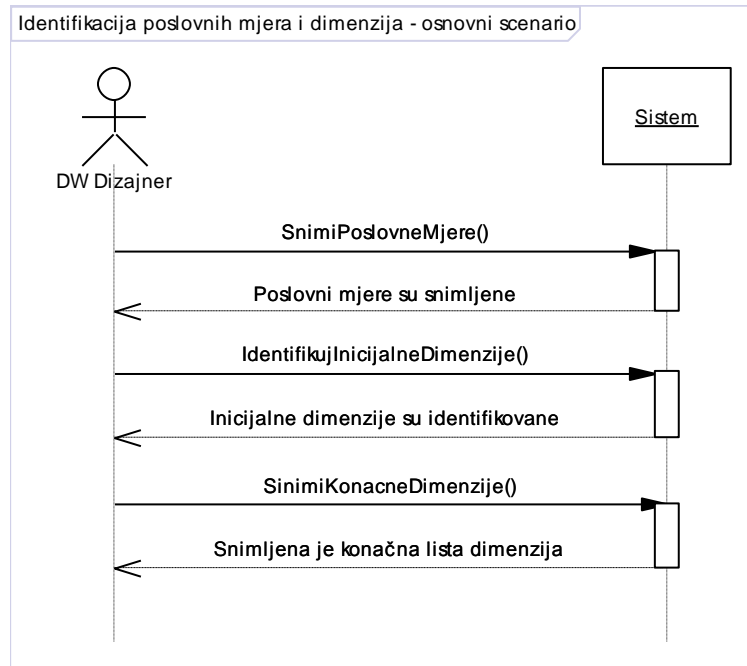 Identifikacija poslovnih mjera i dimenzija - osnovni scenario
Sistem
DW Dizajner
SnimiPoslovneMjere()
Poslovni mjere su snimljene
IdentifikujInicijalneDimenzije()
Inicijalne dimenzije su identifikovane
SinimiKonacneDimenzije()
Snimljena je konačna lista dimenzija